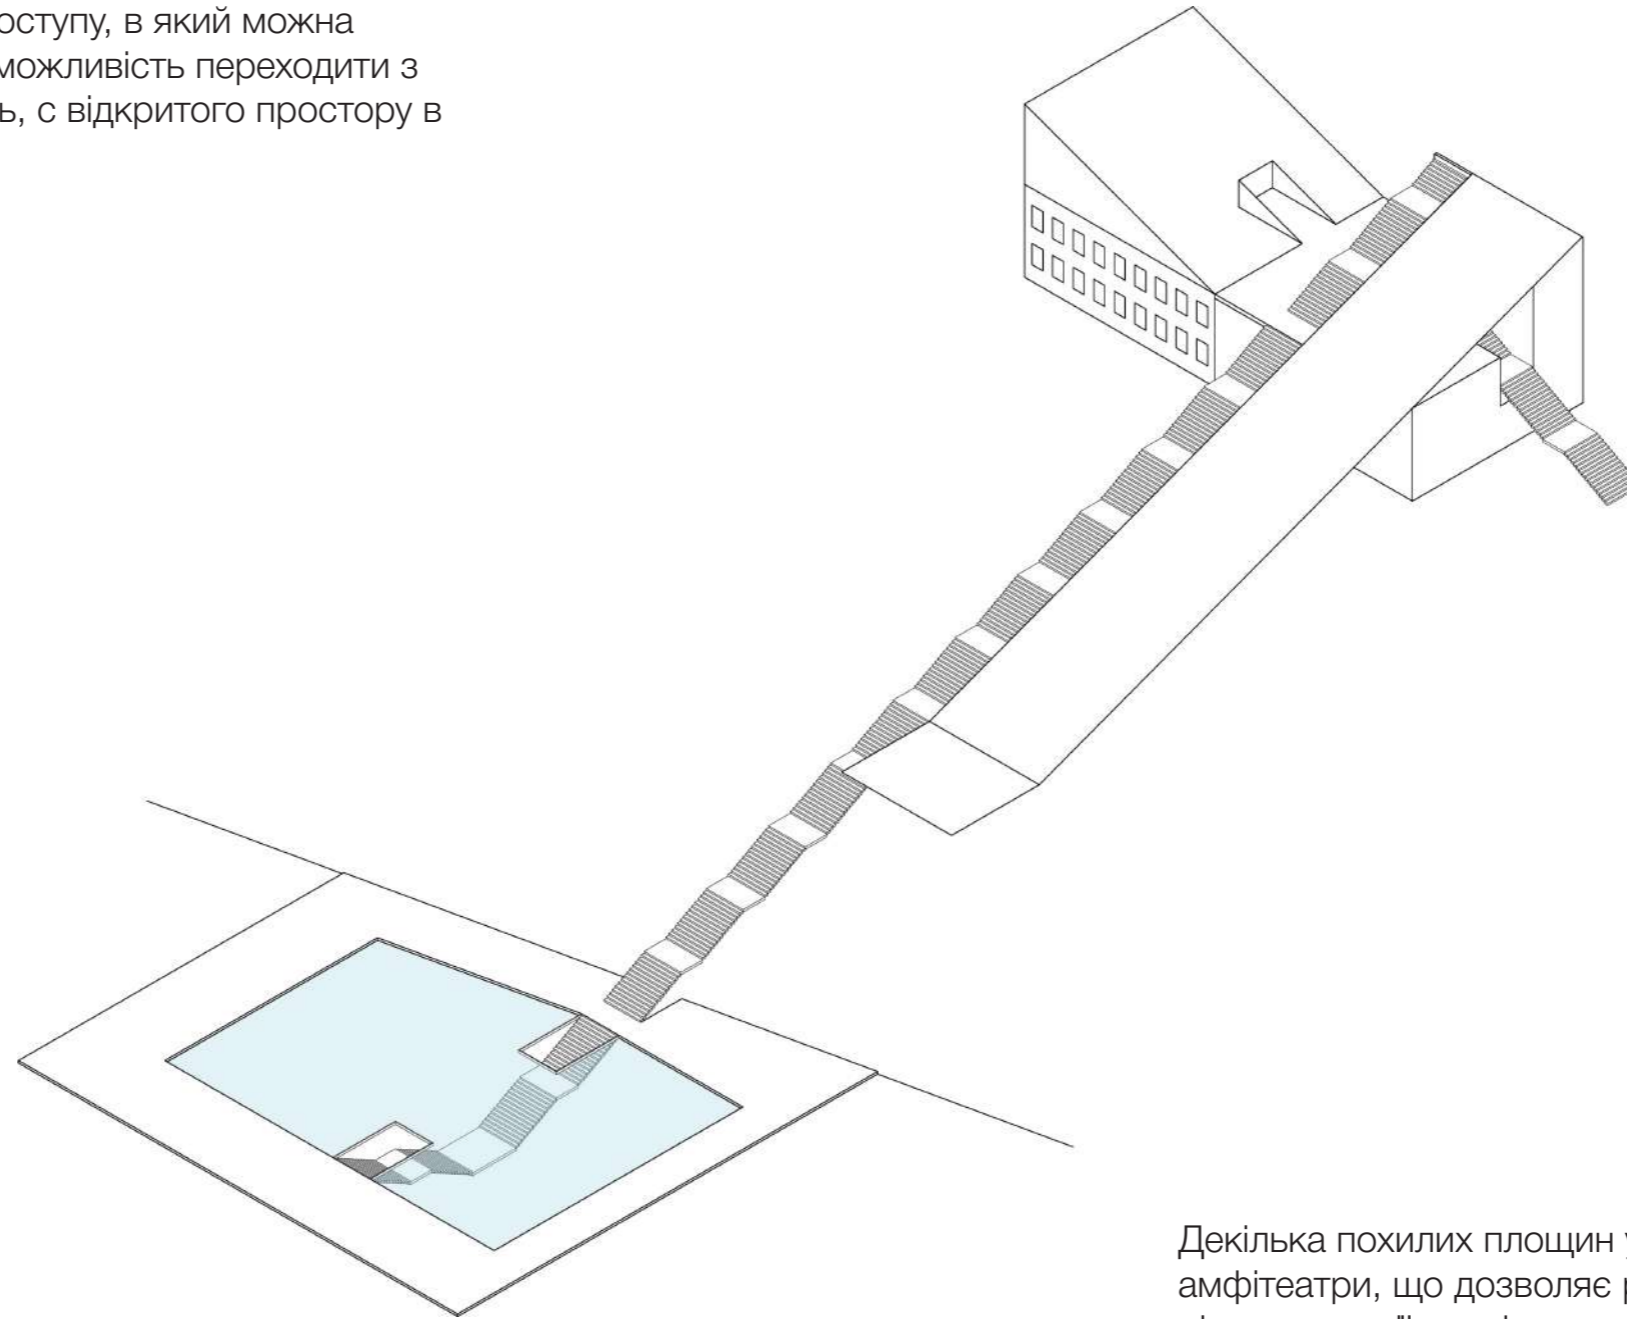 оступу, в який можна
можливість переходити з
ь, с відкритого простору в
Декілька похилих площин у
амфітеатри, що дозволяє р